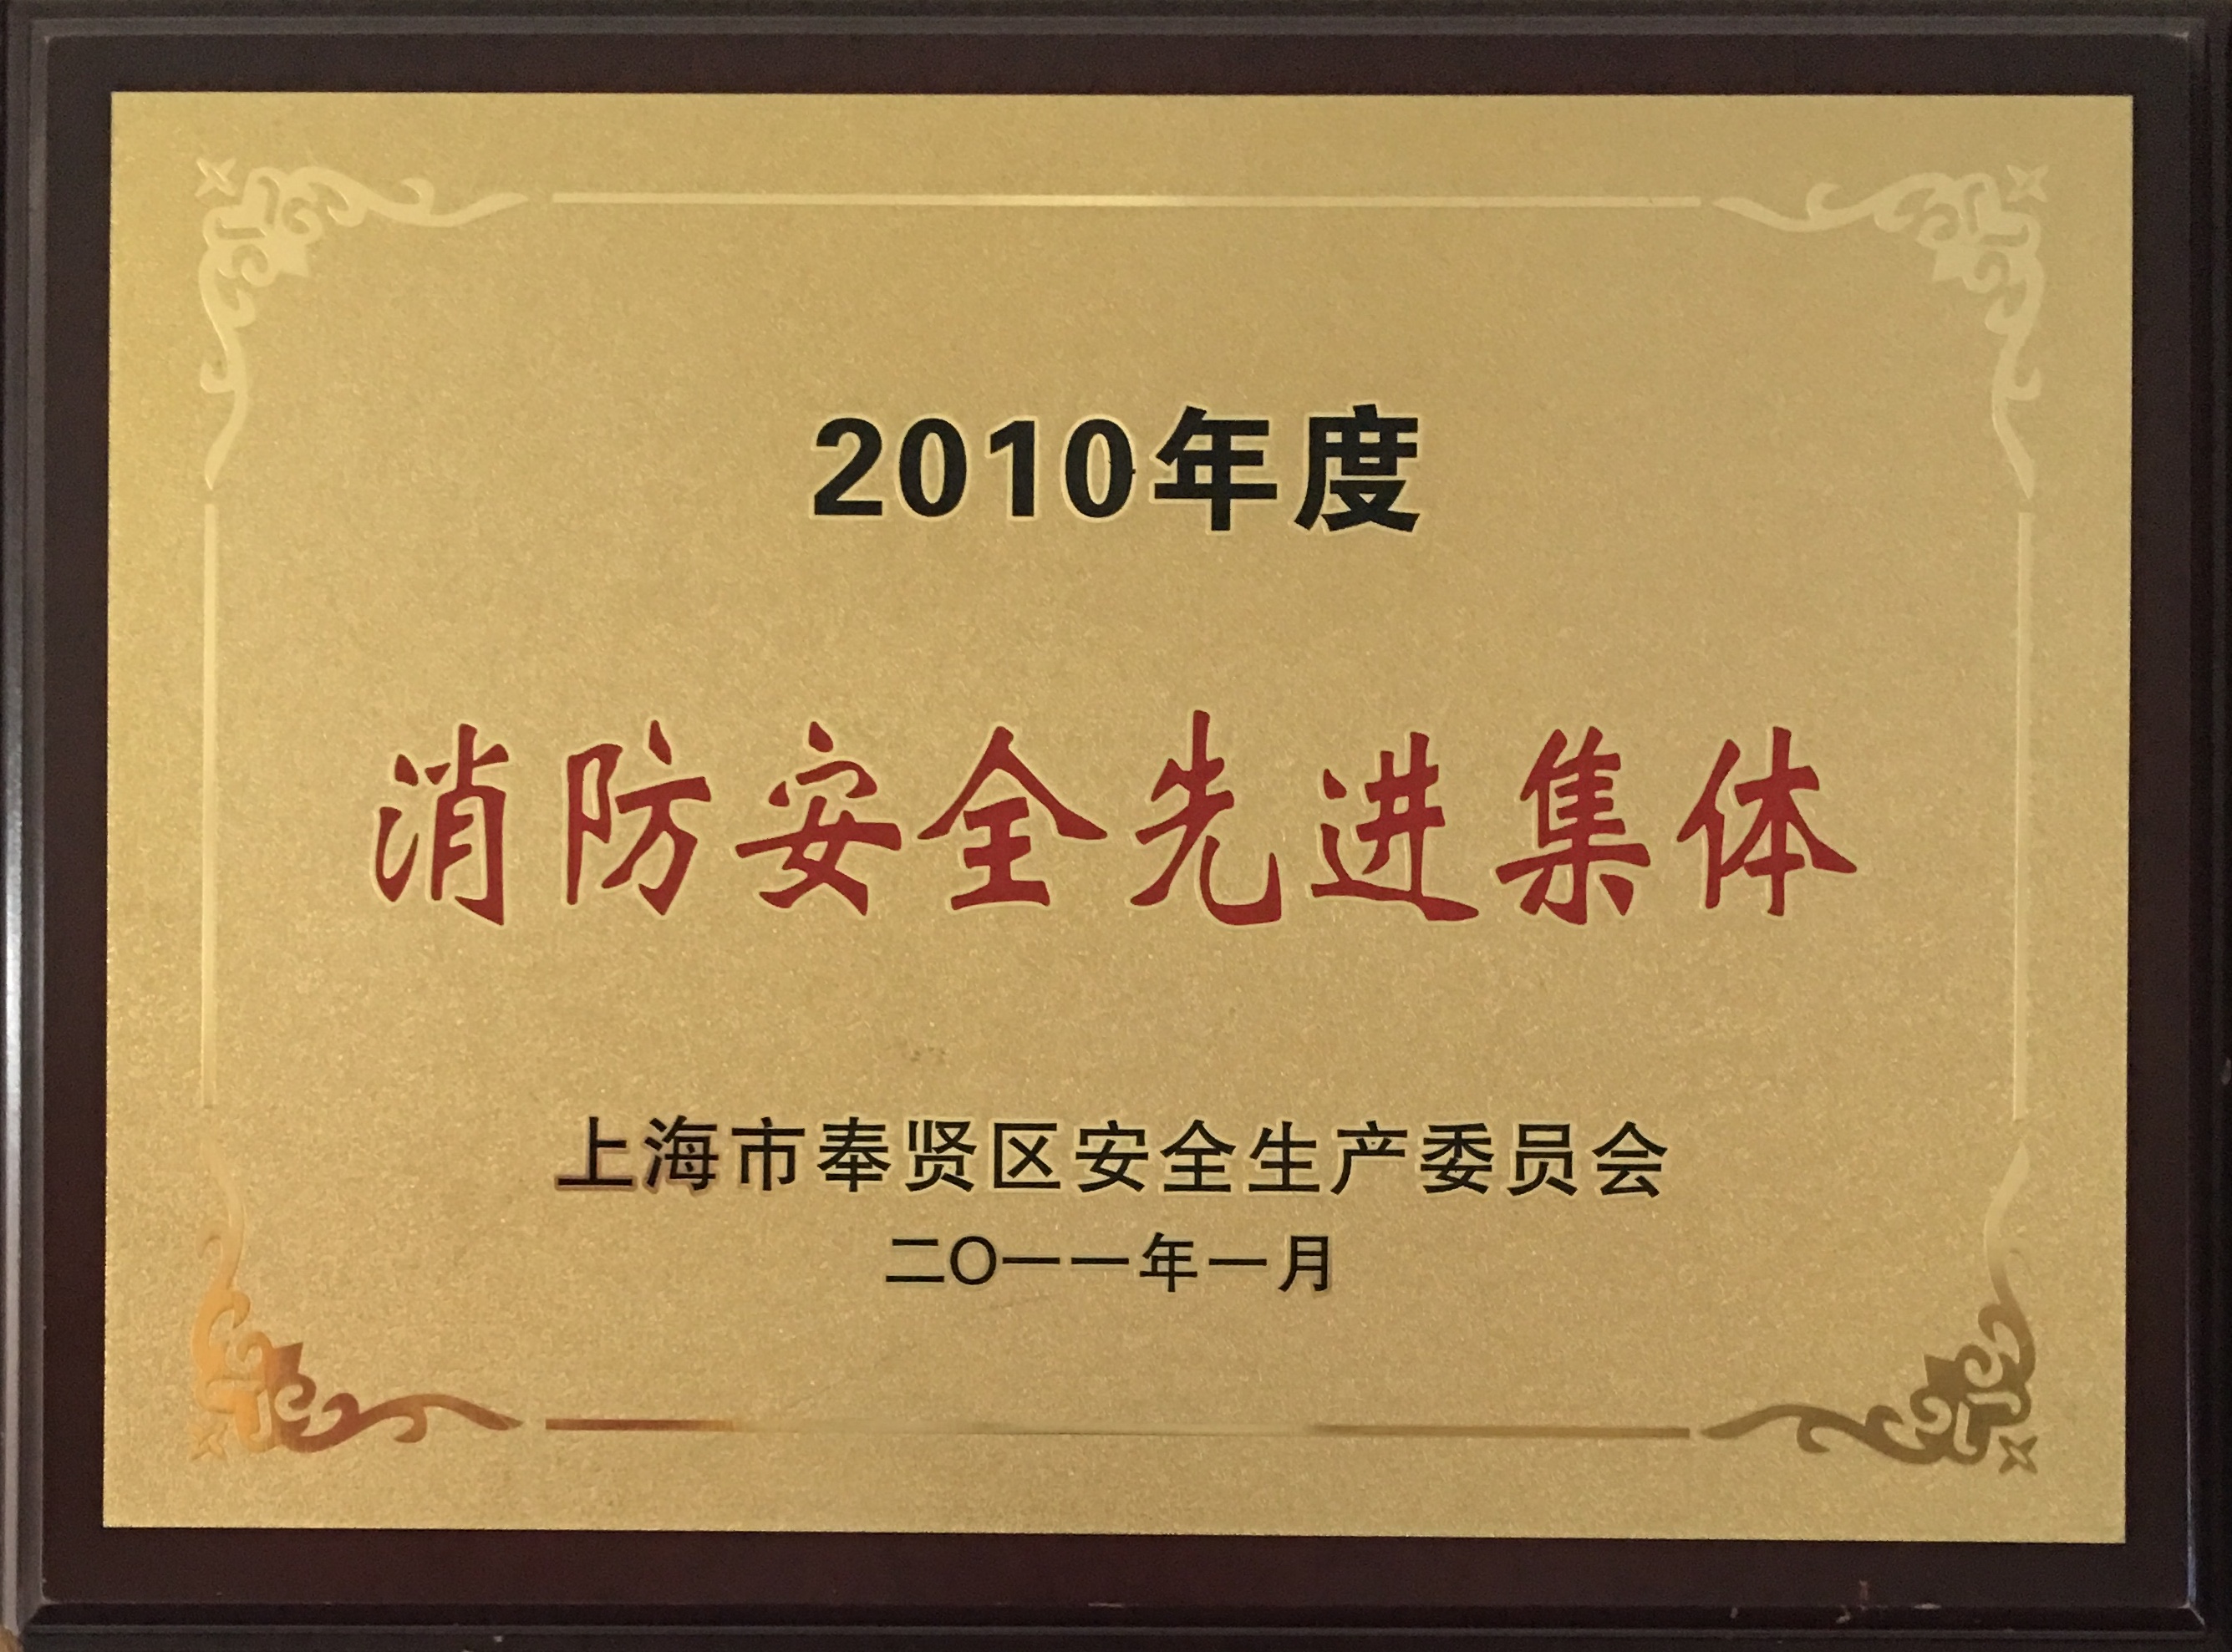 2010年度
消防安全先进集体
上海市奉贤区安全生产委员会
二〇一一年一月